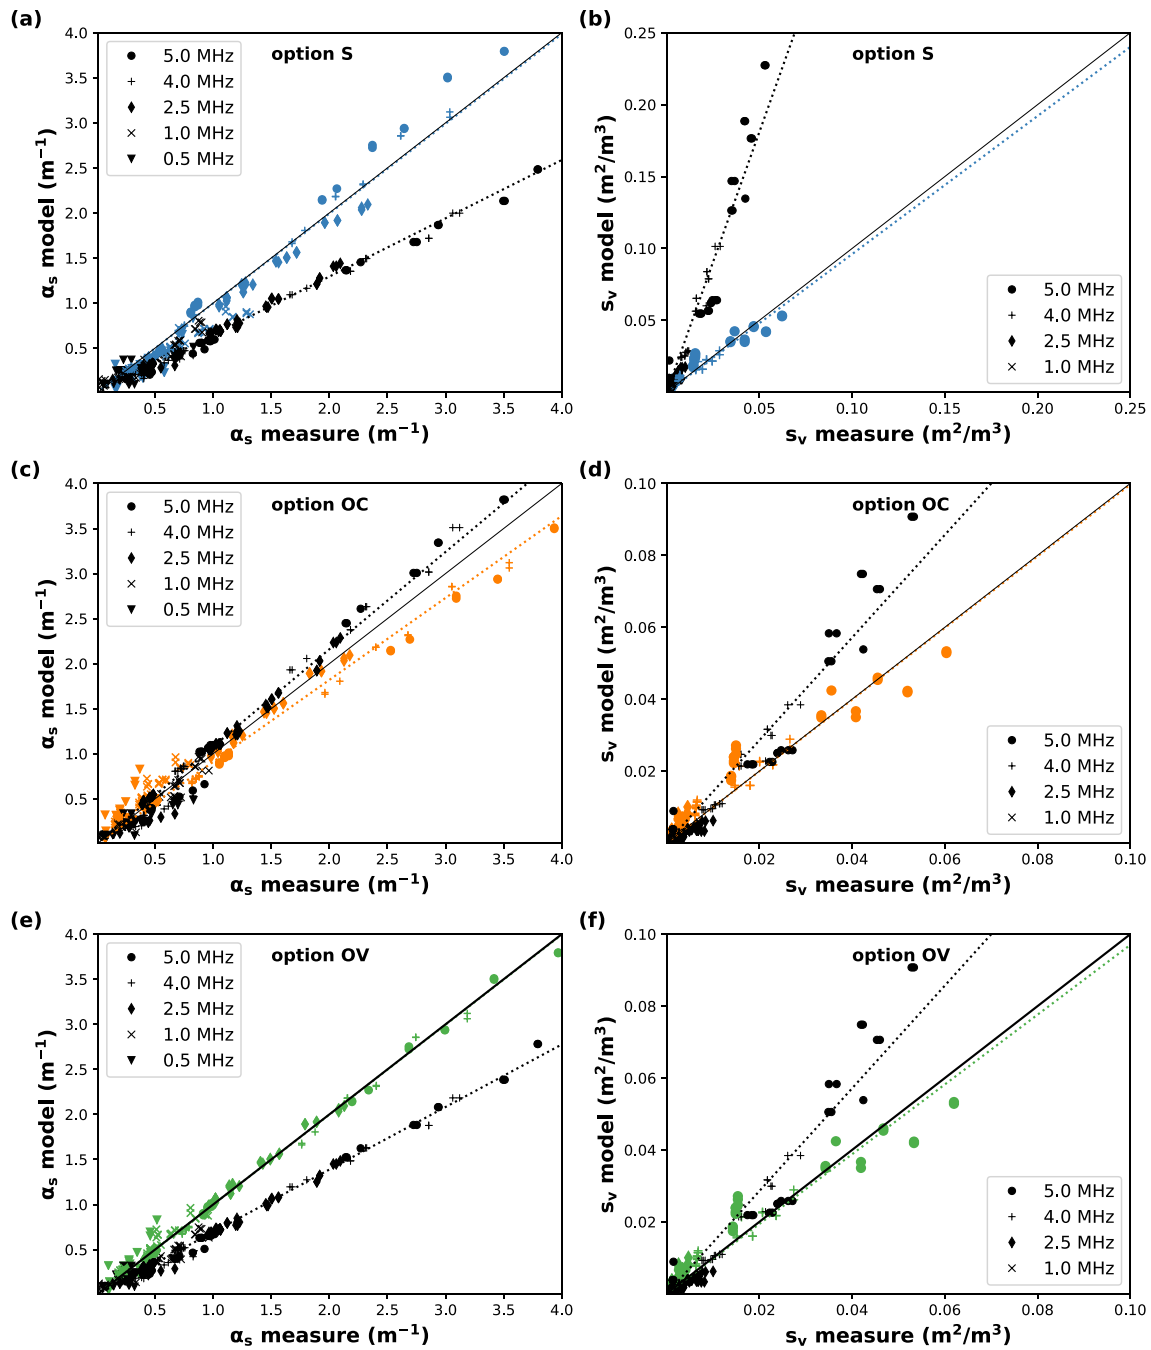 (a)
4.0
3.5
3.0
2.5
2.0
1.5
1.0
0.5
0.5 1.0 1.5 2.0 2.5 3.0 3.5 4.0
αs model (m−1)
αs measure (m−1)
option S
5.0 MHz
4.0 MHz
2.5 MHz
1.0 MHz
0.5 MHz
(b)
0.25
0.20
0.15
0.10
0.05
0.05 0.10 0.15 0.20 0.25
sv model (m2/m3)
sv measure (m2/m3)
option S
5.0 MHz
4.0 MHz
2.5 MHz
1.0 MHz
(c)
4.0
3.5
3.0
2.5
2.0
1.5
1.0
0.5
0.5 1.0 1.5 2.0 2.5 3.0 3.5 4.0
αs model (m−1)
αs measure (m−1)
option OC
5.0 MHz
4.0 MHz
2.5 MHz
1.0 MHz
0.5 MHz
(d)
0.10
0.08
0.06
0.04
0.02
0.02 0.04 0.06 0.08 0.10
sv model (m2/m3)
sv measure (m2/m3)
option OC
5.0 MHz
4.0 MHz
2.5 MHz
1.0 MHz
(e)
4.0
3.5
3.0
2.5
2.0
1.5
1.0
0.5
0.5 1.0 1.5 2.0 2.5 3.0 3.5 4.0
αs model (m−1)
αs measure (m−1)
option OV
5.0 MHz
4.0 MHz
2.5 MHz
1.0 MHz
0.5 MHz
(f)
0.10
0.08
0.06
0.04
0.02
0.02 0.04 0.06 0.08 0.10
sv model (m2/m3)
sv measure (m2/m3)
option OV
5.0 MHz
4.0 MHz
2.5 MHz
1.0 MHz